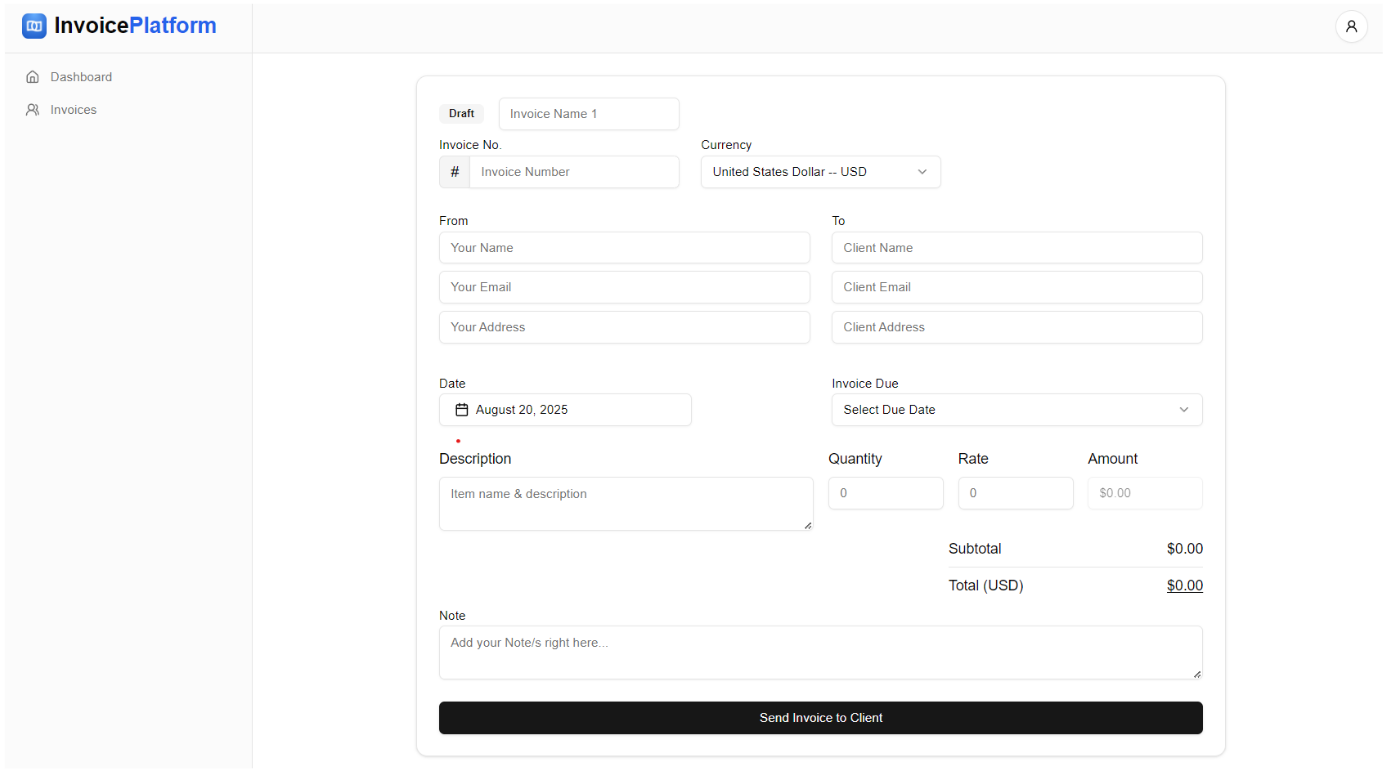 InvoicePlatform
Dashboard
Invoices
Draft
Invoice Name 1
Invoice No.
Currency
# Invoice Number
United States Dollar -- USD
From
To
Your Name
Client Name
Your Email
Client Email
Your Address
Client Address
Date
Invoice Due
August 20, 2025
Select Due Date
Description Quantity Rate Amount
Item name & description
0
0
$0.00
Subtotal $0.00
Total (USD) $0.00
Note
Add your Note/s right here...
Send Invoice to Client